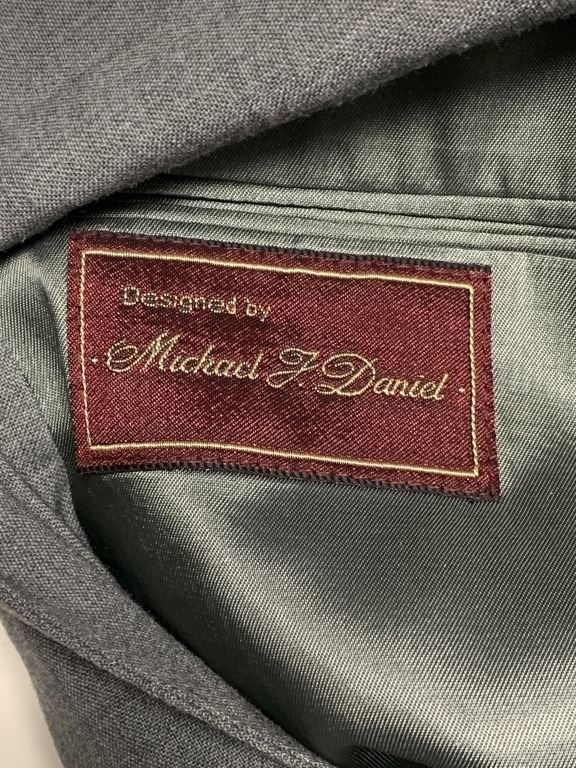 Designed by
· Michael J. Daniel ·